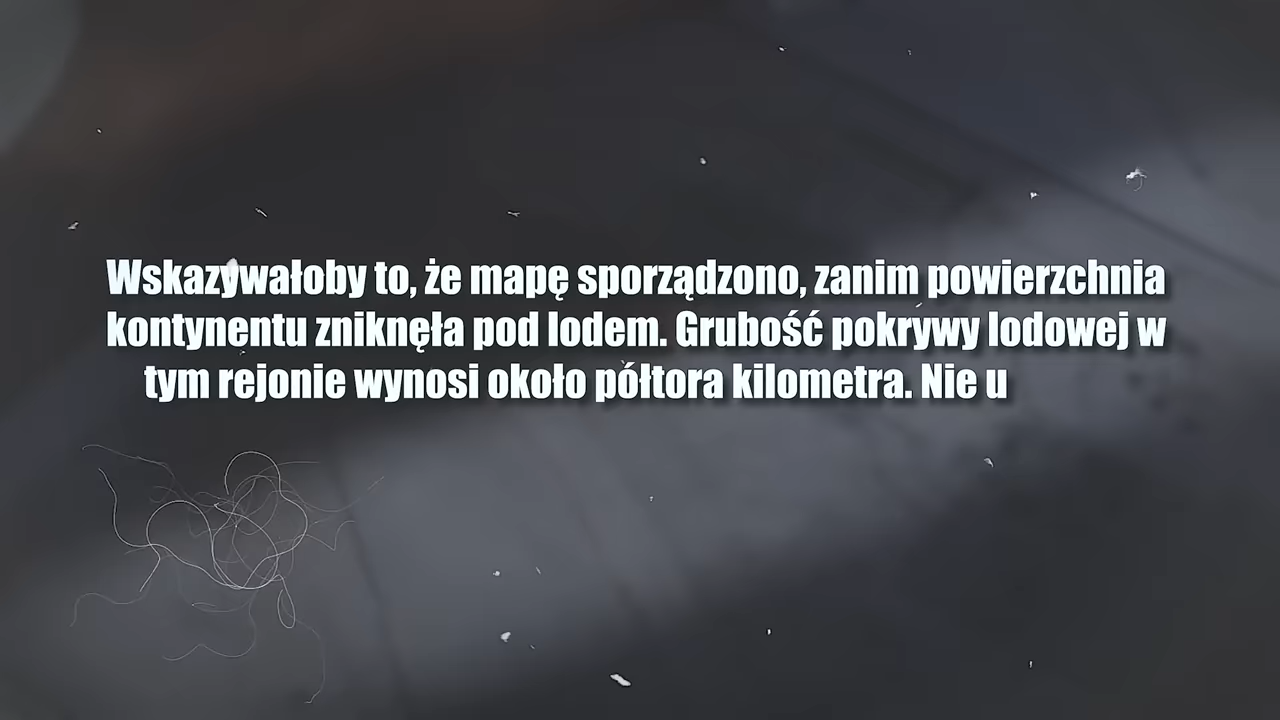 Wskazywałoby to, że mapę sporządzono, zanim powierzchnia
kontynentu zniknęła pod lodem. Grubość pokrywy lodowej w
tym rejonie wynosi około półtora kilometra. Nie u